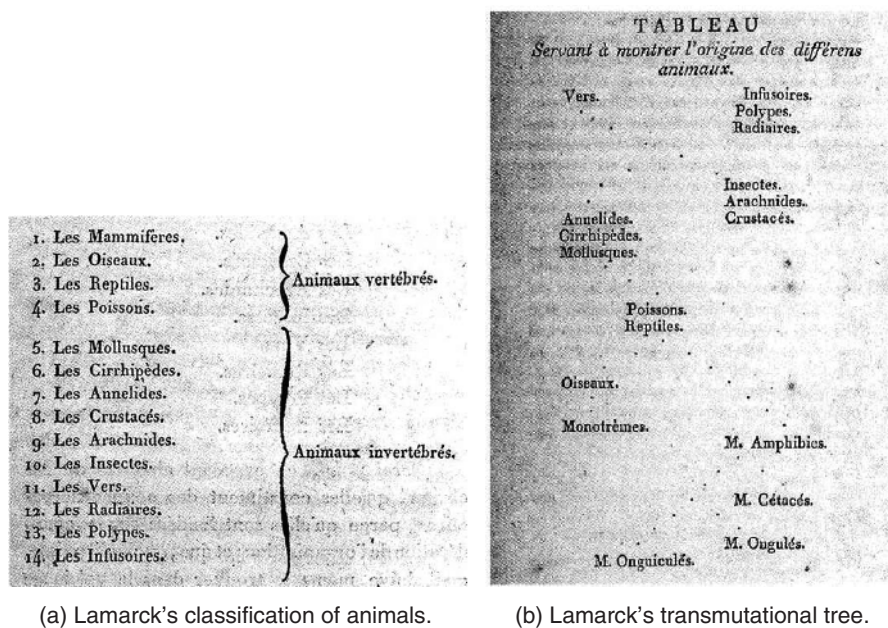 1. Les Mammifères.
2. Les Oiseaux.
3. Les Reptiles.
4. Les Poissons.
Animaux vertébrés.
5. Les Mollusques.
6. Les Cirrhipèdes.
7. Les Annelides.
8. Les Crustacés.
9. Les Arachnides.
10. Les Insectes.
11. Les Vers.
12. Les Radiaires.
13. Les Polypes.
14. Les Infusoires.
Animaux invertébrés.
(a) Lamarck's classification of animals.
TABLEAU
Servant à montrer l'origine des différens
animaux.
Vers. Infusoires.
Polypes.
Radiaires.
Insectes.
Arachnides.
Annelides. Crustacés.
Cirrhipèdes.
Mollusques.
Poissons.
Reptiles.
Oiseaux.
Monotrèmes.
M. Amphibies.
M. Cétacés.
M. Ongulés.
M. Onguiculés.
(b) Lamarck's transmutational tree.